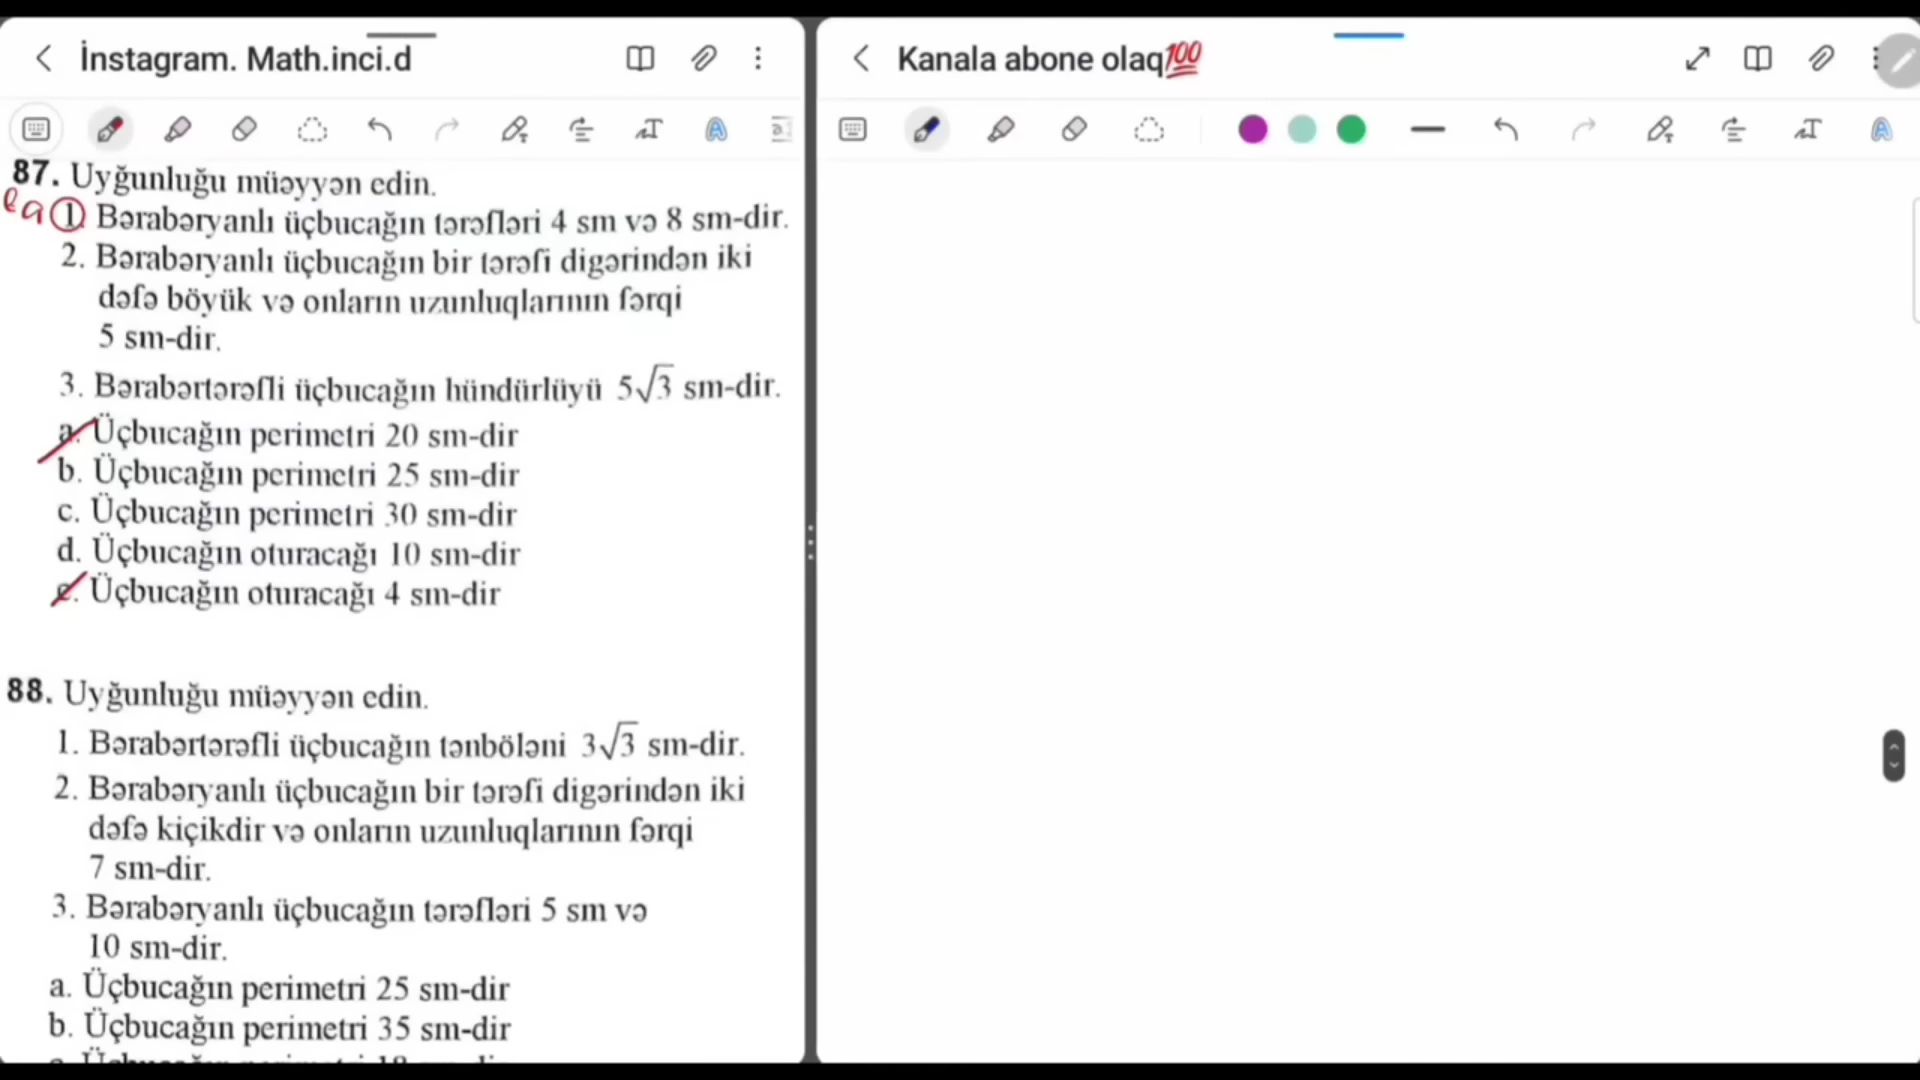 İnstagram. Math.inci.d
87. Uyğunluğu müəyyən edin.
ea 1. Bərabəryanlı üçbucağın tərəfləri 4 sm və 8 sm-dir.
2. Bərabəryanlı üçbucağın bir tərəfi digərindən iki
dəfə böyük və onların uzunluqlarının fərqi
5 sm-dir.
3. Bərabərtərəfli üçbucağın hündürlüyü 5√3 sm-dir.
a. Üçbucağın perimetri 20 sm-dir
b. Üçbucağın perimetri 25 sm-dir
c. Üçbucağın perimetri 30 sm-dir
d. Üçbucağın oturacağı 10 sm-dir
e. Üçbucağın oturacağı 4 sm-dir
88. Uyğunluğu müəyyən edin.
1. Bərabərtərəfli üçbucağın tənböləni 3√3 sm-dir.
2. Bərabəryanlı üçbucağın bir tərəfi digərindən iki
dəfə kiçikdir və onların uzunluqlarının fərqi
7 sm-dir.
3. Bərabəryanlı üçbucağın tərəfləri 5 sm və
10 sm-dir.
a. Üçbucağın perimetri 25 sm-dir
b. Üçbucağın perimetri 35 sm-dir
Kanala abone olaq💯